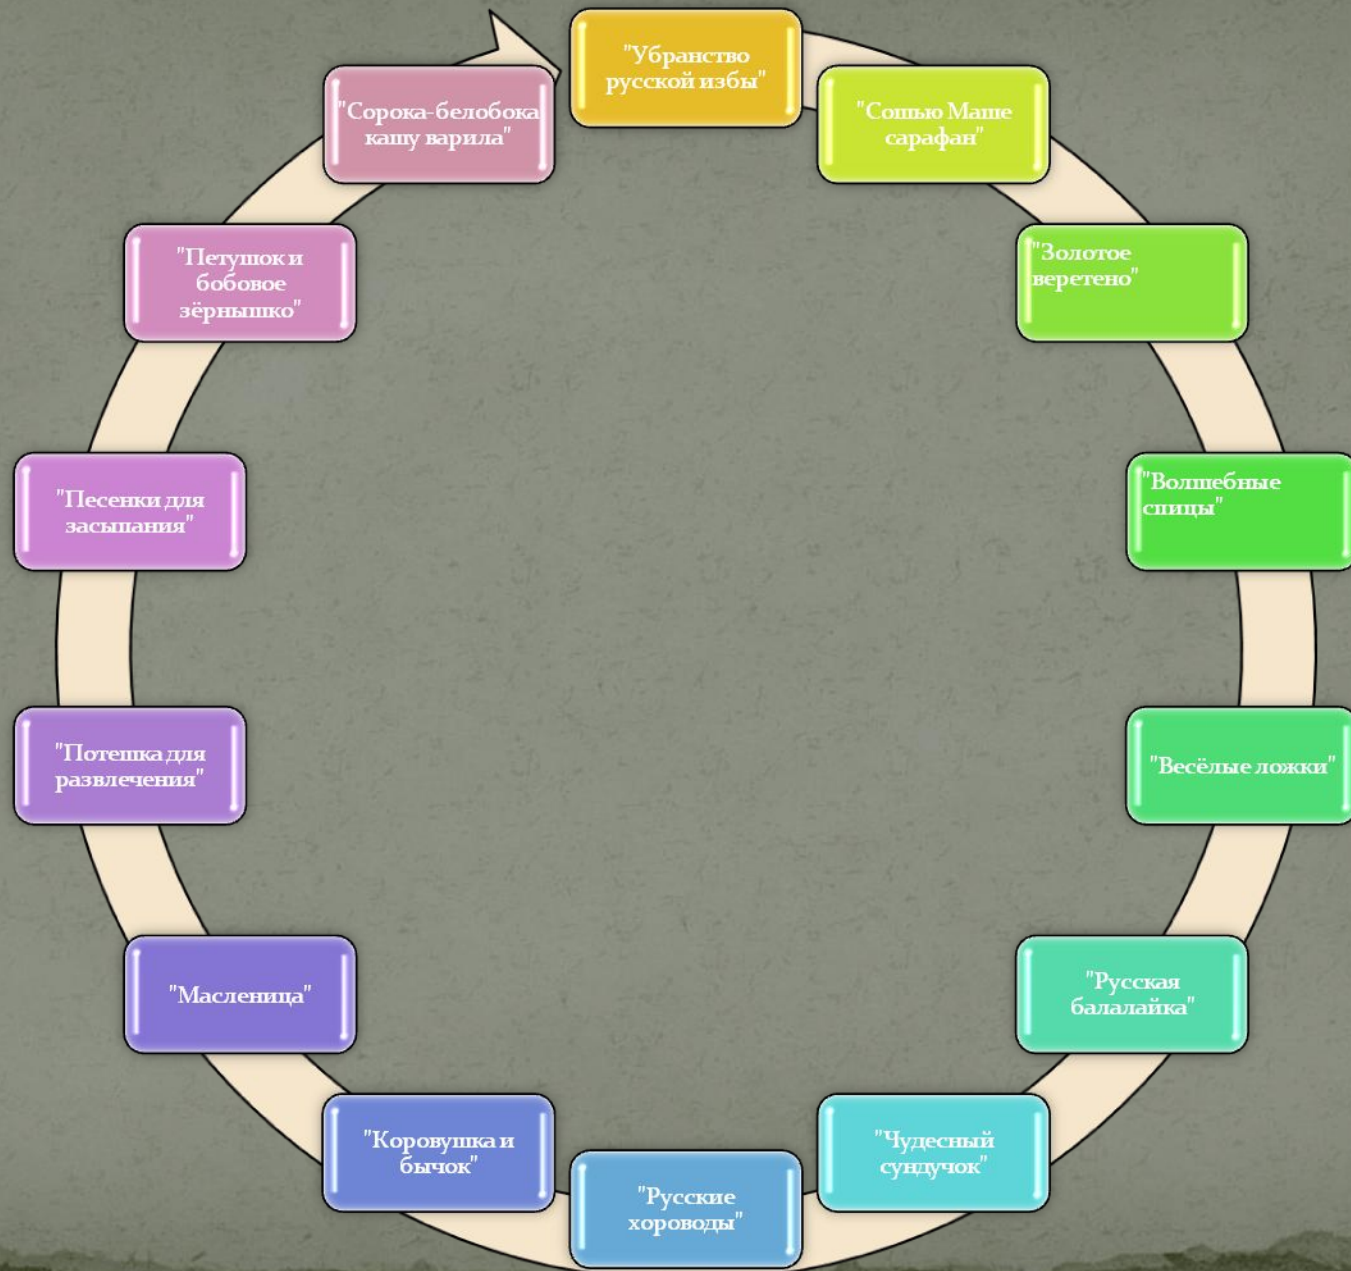 "Убранство
русской избы"
"Сошью Маше
сарафан"
"Золотое
веретено"
"Волшебные
спицы"
"Весёлые ложки"
"Русская
балалайка"
"Чудесный
сундучок"
"Русские
хороводы"
"Коровушка и
бычок"
"Масленица"
"Потешка для
развлечения"
"Песенки для
засыпания"
"Петушок и
бобовое
зёрнышко"
"Сорока-белобока
кашу варила"